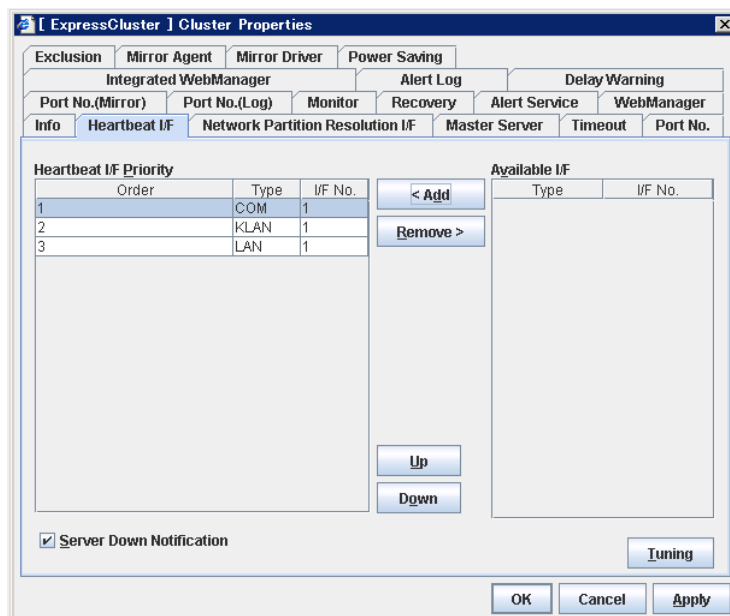 [ ExpressCluster ] Cluster Properties
Exclusion Mirror Agent Mirror Driver Power Saving
Integrated WebManager Alert Log Delay Warning
Port No.(Mirror) Port No.(Log) Monitor Recovery Alert Service WebManager
Info Heartbeat I/F Network Partition Resolution I/F Master Server Timeout Port No.
Heartbeat I/F Priority
Order Type I/F No.
1 COM 1
2 KLAN 1
3 LAN 1
< Add
Remove >
Up
Down
Available I/F
Type I/F No.
Server Down Notification
Tuning
OK Cancel Apply